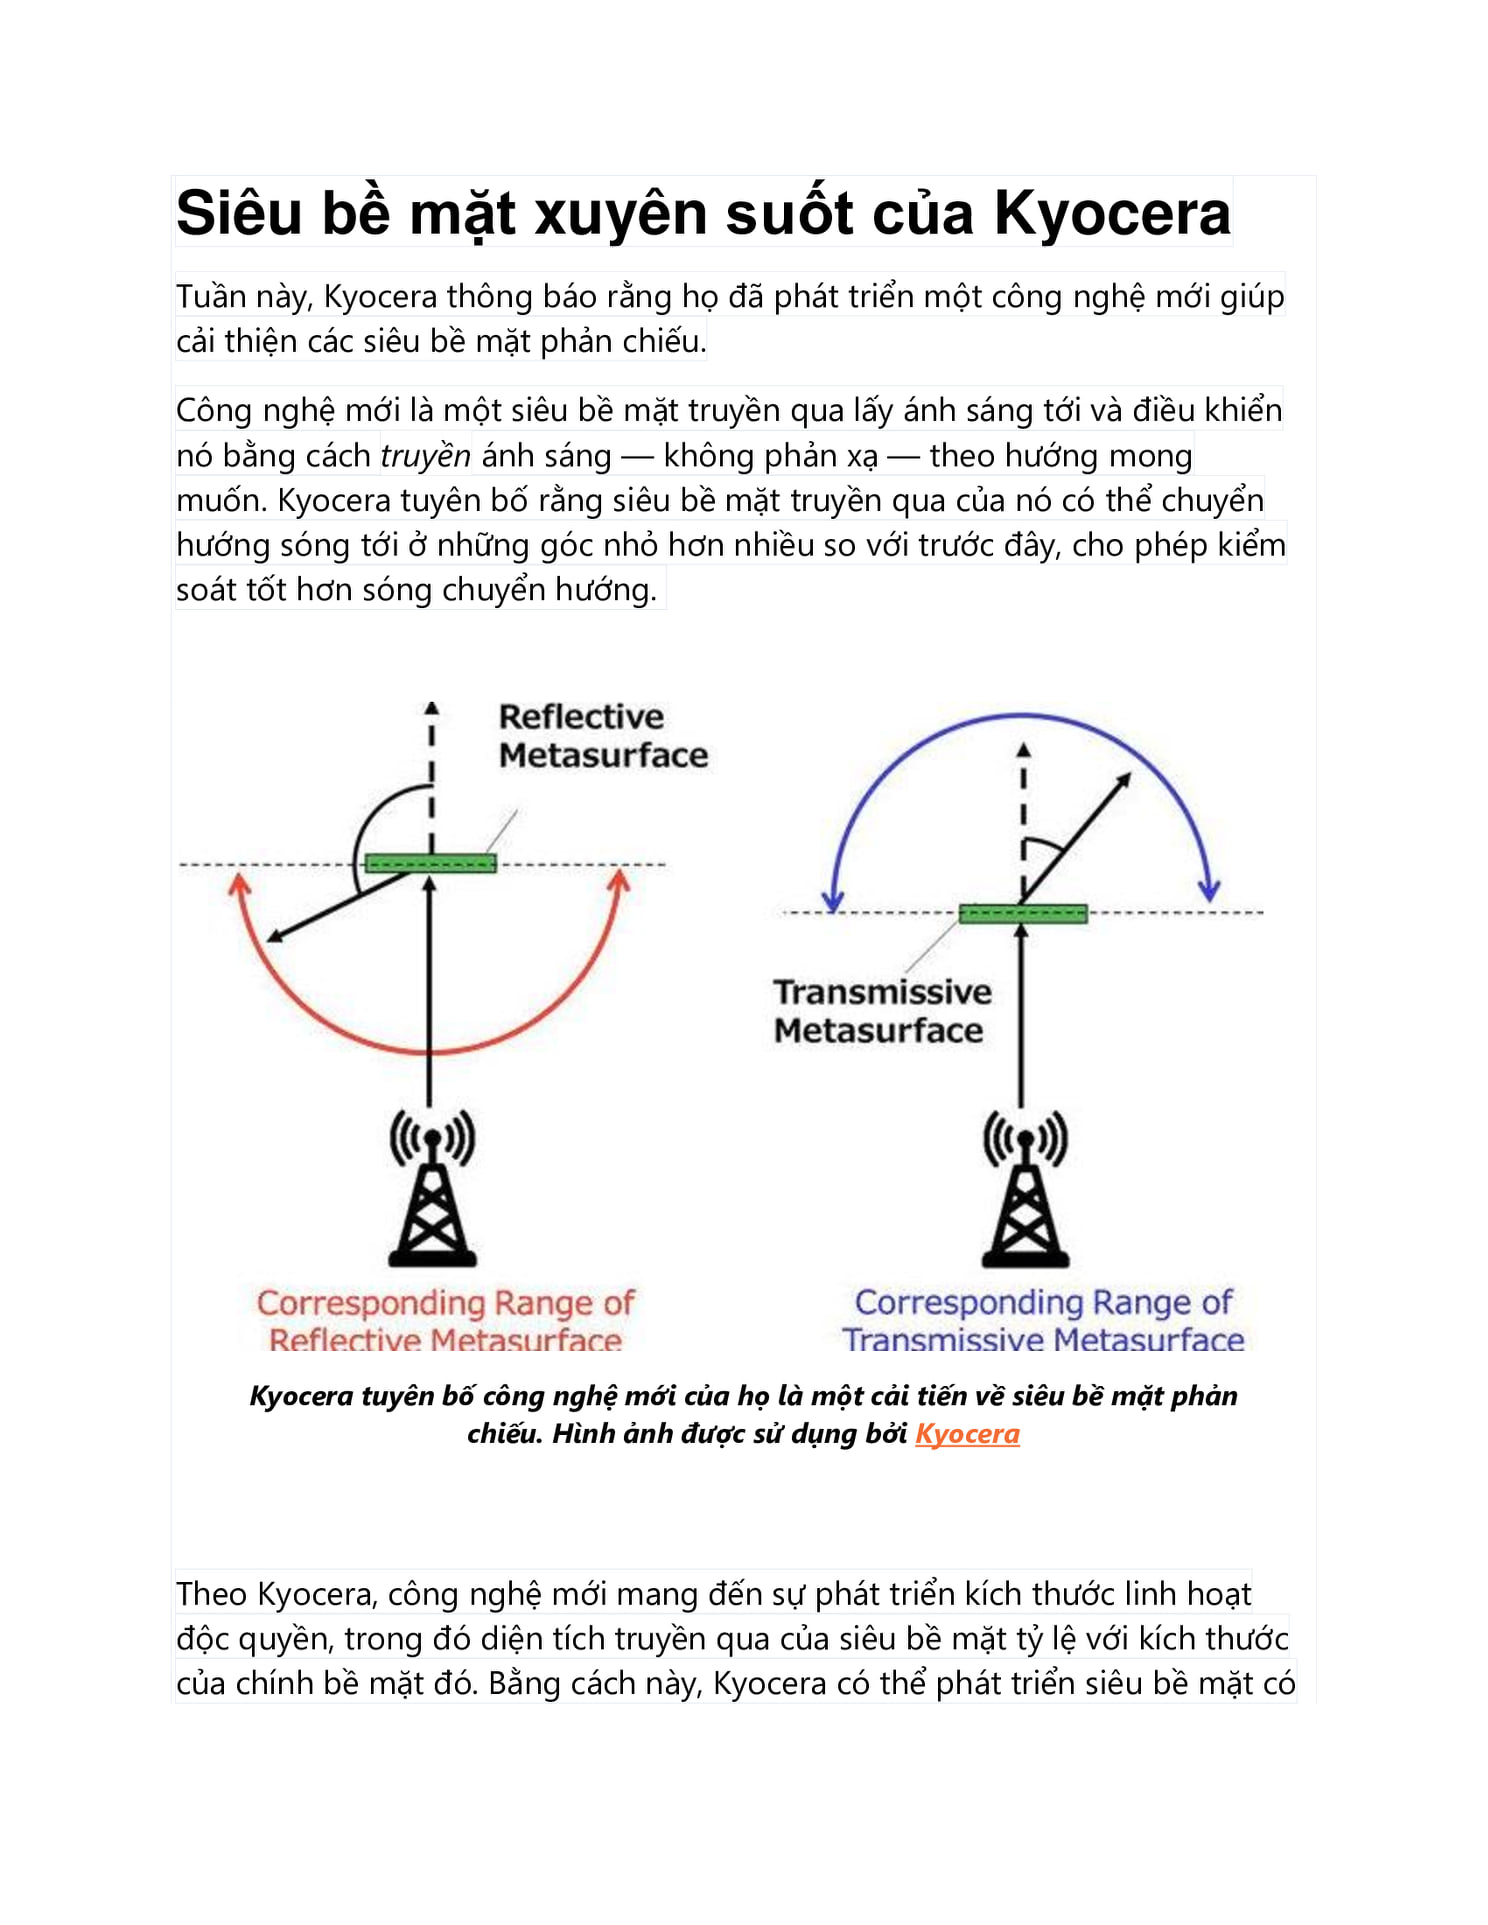 Siêu bề mặt xuyên suốt của Kyocera
Tuần này, Kyocera thông báo rằng họ đã phát triển một công nghệ mới giúp
cải thiện các siêu bề mặt phản chiếu.
Công nghệ mới là một siêu bề mặt truyền qua lấy ánh sáng tới và điều khiển
nó bằng cách truyền ánh sáng — không phản xạ — theo hướng mong
muốn. Kyocera tuyên bố rằng siêu bề mặt truyền qua của nó có thể chuyển
hướng sóng tới ở những góc nhỏ hơn nhiều so với trước đây, cho phép kiểm
soát tốt hơn sóng chuyển hướng.
Reflective
Metasurface
Transmissive
Metasurface
Corresponding Range of
Reflective Metasurface
Corresponding Range of
Transmissive Metasurface
Kyocera tuyên bố công nghệ mới của họ là một cải tiến về siêu bề mặt phản
chiếu. Hình ảnh được sử dụng bởi Kyocera
Theo Kyocera, công nghệ mới mang đến sự phát triển kích thước linh hoạt
độc quyền, trong đó diện tích truyền qua của siêu bề mặt tỷ lệ với kích thước
của chính bề mặt đó. Bằng cách này, Kyocera có thể phát triển siêu bề mặt có